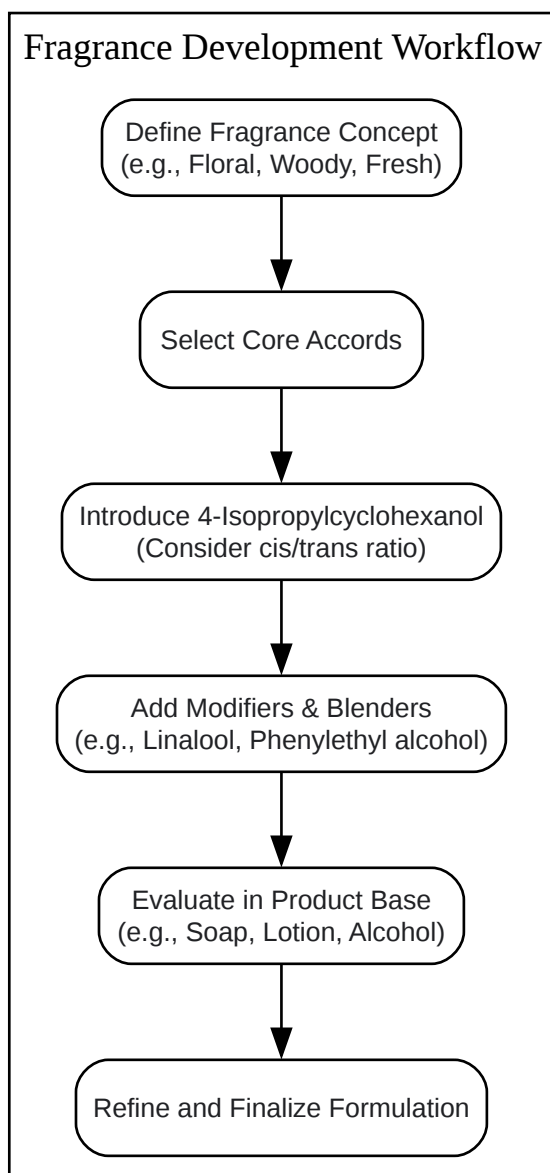 Fragrance Development Workflow
Define Fragrance Concept
(e.g., Floral, Woody, Fresh)
Select Core Accords
Introduce 4-Isopropylcyclohexanol
(Consider cis/trans ratio)
Add Modifiers & Blenders
(e.g., Linalool, Phenylethyl alcohol)
Evaluate in Product Base
(e.g., Soap, Lotion, Alcohol)
Refine and Finalize Formulation